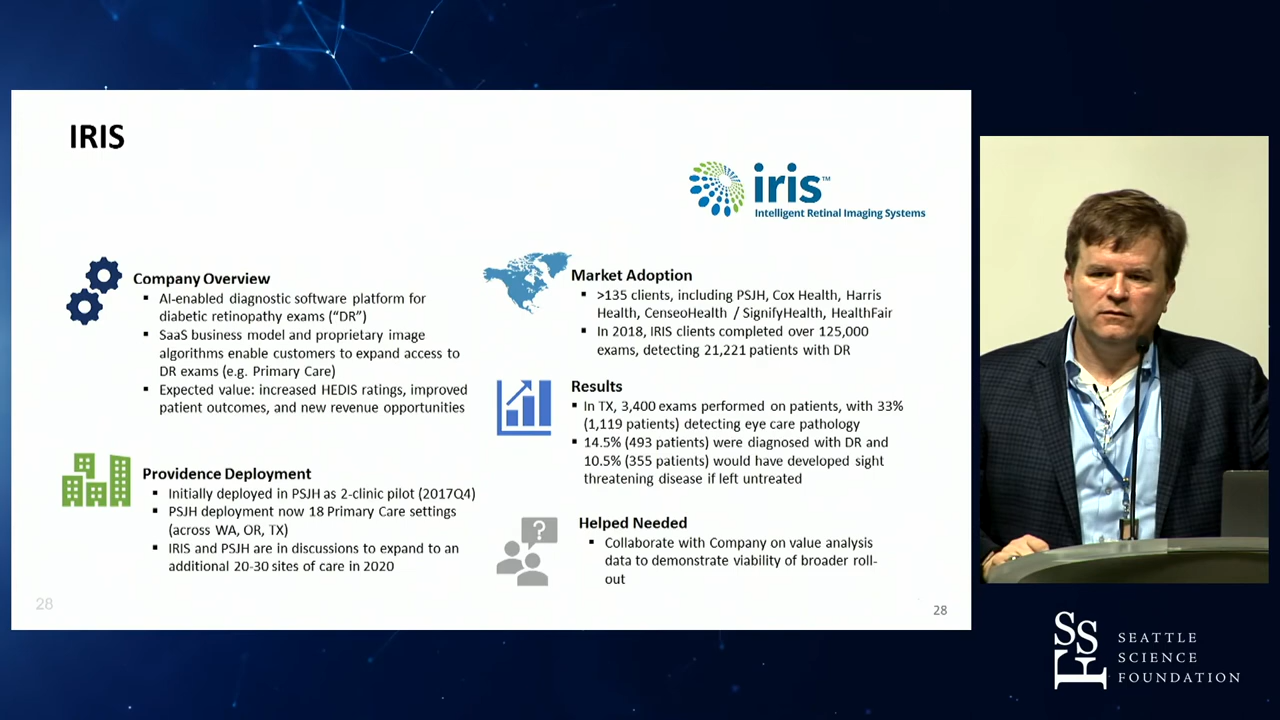 IRIS
iris™
Intelligent Retinal Imaging Systems
Company Overview
▪ AI-enabled diagnostic software platform for
diabetic retinopathy exams (“DR”)
▪ SaaS business model and proprietary image
algorithms enable customers to expand access to
DR exams (e.g. Primary Care)
▪ Expected value: increased HEDIS ratings, improved
patient outcomes, and new revenue opportunities
Providence Deployment
▪ Initially deployed in PSJH as 2-clinic pilot (2017Q4)
▪ PSJH deployment now 18 Primary Care settings
(across WA, OR, TX)
▪ IRIS and PSJH are in discussions to expand to an
additional 20-30 sites of care in 2020
Market Adoption
▪ >135 clients, including PSJH, Cox Health, Harris
Health, CenseoHealth / SignifyHealth, HealthFair
▪ In 2018, IRIS clients completed over 125,000
exams, detecting 21,221 patients with DR
Results
▪ In TX, 3,400 exams performed on patients, with 33%
(1,119 patients) detecting eye care pathology
▪ 14.5% (493 patients) were diagnosed with DR and
10.5% (355 patients) would have developed sight
threatening disease if left untreated
?
Helped Needed
▪ Collaborate with Company on value analysis
data to demonstrate viability of broader roll-
out
28
28
SSF
SEATTLE
SCIENCE
FOUNDATION